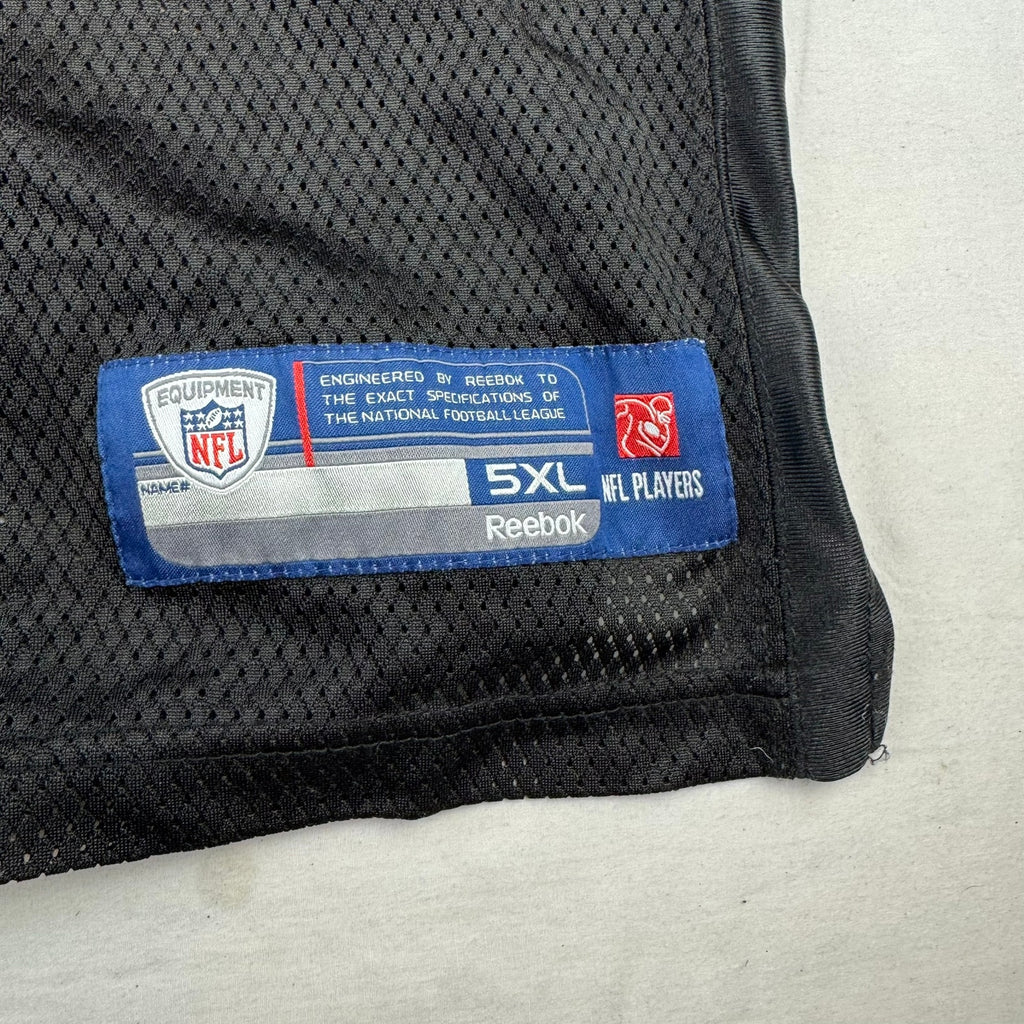 EQUIPMENT
NFL
ENGINEERED BY REEBOK TO
THE EXACT SPECIFICATIONS OF
THE NATIONAL FOOTBALL LEAGUE
NAME#
5XL
Reebok
NFL PLAYERS